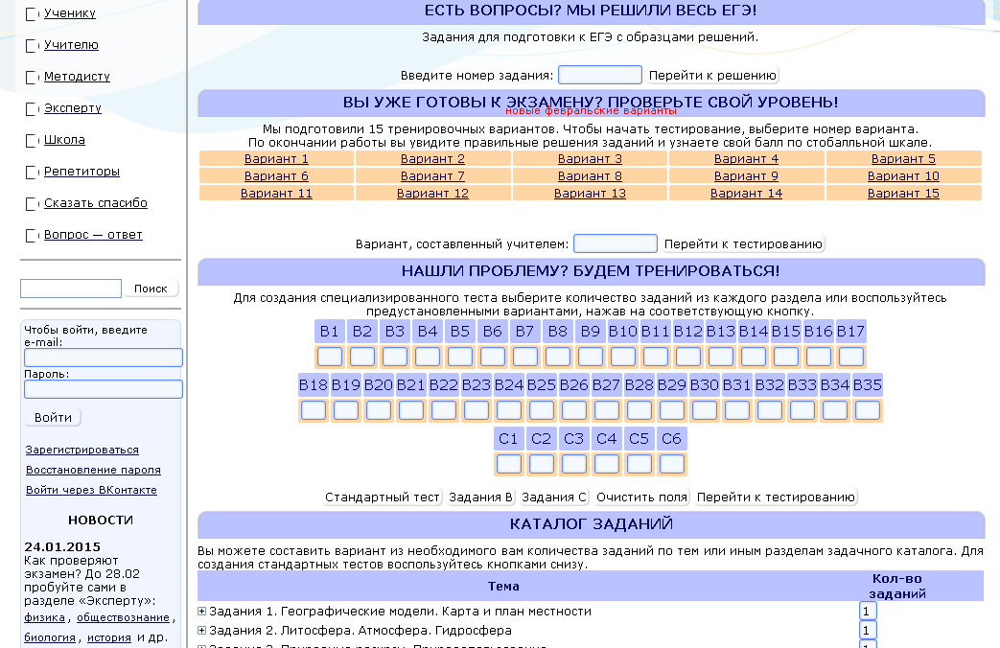 Ученику
Учителю
Методисту
Эксперту
Школа
Репетиторы
Сказать спасибо
Вопрос — ответ
Поиск
Чтобы войти, введите
e-mail:
Пароль:
Войти
Зарегистрироваться
Восстановление пароля
Войти через ВКонтакте
НОВОСТИ
24.01.2015
Как проверяют
экзамен? До 28.02
пробуйте сами в
разделе «Эксперту»:
физика , обществознание ,
биология , история и др.
ЕСТЬ ВОПРОСЫ? МЫ РЕШИЛИ ВЕСЬ ЕГЭ!
Задания для подготовки к ЕГЭ с образцами решений.
Введите номер задания: Перейти к решению
ВЫ УЖЕ ГОТОВЫ К ЭКЗАМЕНУ? ПРОВЕРЬТЕ СВОЙ УРОВЕНЬ!
новые февральские варианты
Мы подготовили 15 тренировочных вариантов. Чтобы начать тестирование, выберите номер варианта.
По окончании работы вы увидите правильные решения заданий и узнаете свой балл по стобалльной шкале.
Вариант 1 Вариант 2 Вариант 3 Вариант 4 Вариант 5
Вариант 6 Вариант 7 Вариант 8 Вариант 9 Вариант 10
Вариант 11 Вариант 12 Вариант 13 Вариант 14 Вариант 15
Вариант, составленный учителем: Перейти к тестированию
НАШЛИ ПРОБЛЕМУ? БУДЕМ ТРЕНИРОВАТЬСЯ!
Для создания специализированного теста выберите количество заданий из каждого раздела или воспользуйтесь
предустановленными вариантами, нажав на соответствующую кнопку.
B1 B2 B3 B4 B5 B6 B7 B8 B9 B10 B11 B12 B13 B14 B15 B16 B17
B18 B19 B20 B21 B22 B23 B24 B25 B26 B27 B28 B29 B30 B31 B32 B33 B34 B35
C1 C2 C3 C4 C5 C6
Стандартный тест Задания B Задания C Очистить поля Перейти к тестированию
КАТАЛОГ ЗАДАНИЙ
Вы можете составить вариант из необходимого вам количества заданий по тем или иным разделам задачного каталога. Для
создания стандартных тестов воспользуйтесь кнопками снизу.
Тема Кол-во
заданий
Задания 1. Географические модели. Карта и план местности 1
Задания 2. Литосфера. Атмосфера. Гидросфера 1